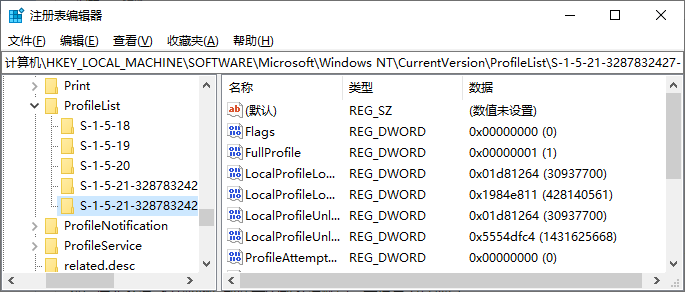 注册表编辑器
文件(F) 编辑(E) 查看(V) 收藏夹(A) 帮助(H)
计算机\HKEY_LOCAL_MACHINE\SOFTWARE\Microsoft\Windows NT\CurrentVersion\ProfileList\S-1-5-21-3287832427-
Print
ProfileList
S-1-5-18
S-1-5-19
S-1-5-20
S-1-5-21-328783242
S-1-5-21-328783242
ProfileNotification
ProfileService
related.desc
名称 类型 数据
ab (默认) REG_SZ (数值未设置)
Flags REG_DWORD 0x00000000 (0)
FullProfile REG_DWORD 0x00000001 (1)
LocalProfileLo... REG_DWORD 0x01d81264 (30937700)
LocalProfileLo... REG_DWORD 0x1984e811 (428140561)
LocalProfileUnl... REG_DWORD 0x01d81264 (30937700)
LocalProfileUnl... REG_DWORD 0x5554dfc4 (1431625668)
ProfileAttempt... REG_DWORD 0x00000000 (0)